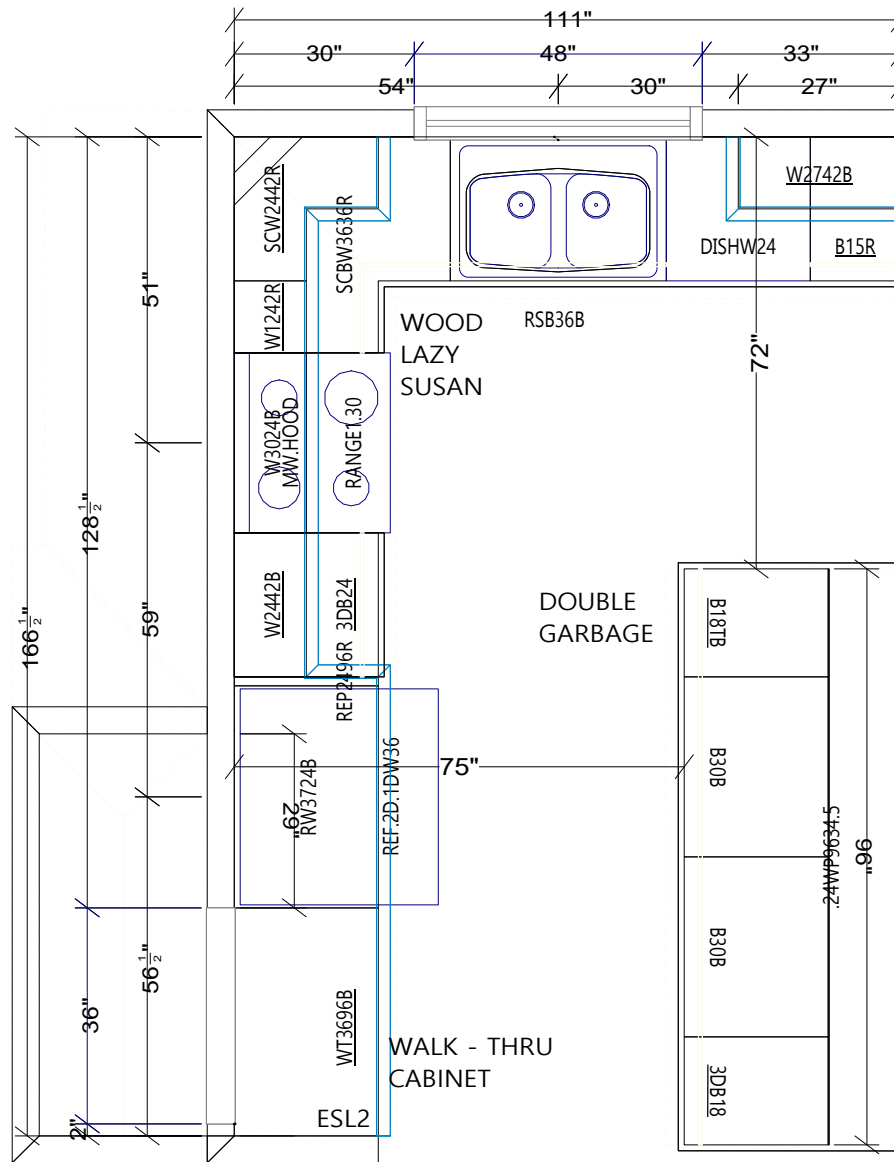 111"
30"
48"
33"
54"
30"
27"
W2742B
SCW2442R
SCBW3636R
DISHW24
B15R
51"
W1242R
WOOD
LAZY
SUSAN
RSB36B
72"
W3024B
MW.HOOD
RANGE1.30
128 1/2"
166 1/2"
59"
W2442B
3DB24
DOUBLE
GARBAGE
B18TB
REP2496R
75"
RW3724B
29"
REF.2D.1DW36
B30B
.24WP9634.5
96"
B30B
56 1/2"
36"
WT3696B
WALK - THRU
CABINET
3DB18
ESL2
2"